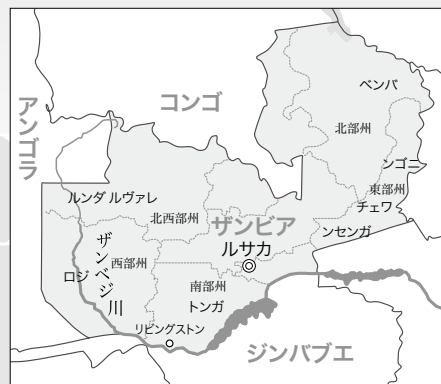 ベンバ
コンゴ
アンゴラ
北部州
ンゴニ
東部州
チェワ
ルンダ ルヴァレ
北西部州
ザンビア
ルサカ
ンセンガ
ザンベジ川
西部州
ロジ
南部州
トンガ
リビングストン
ジンバブエ